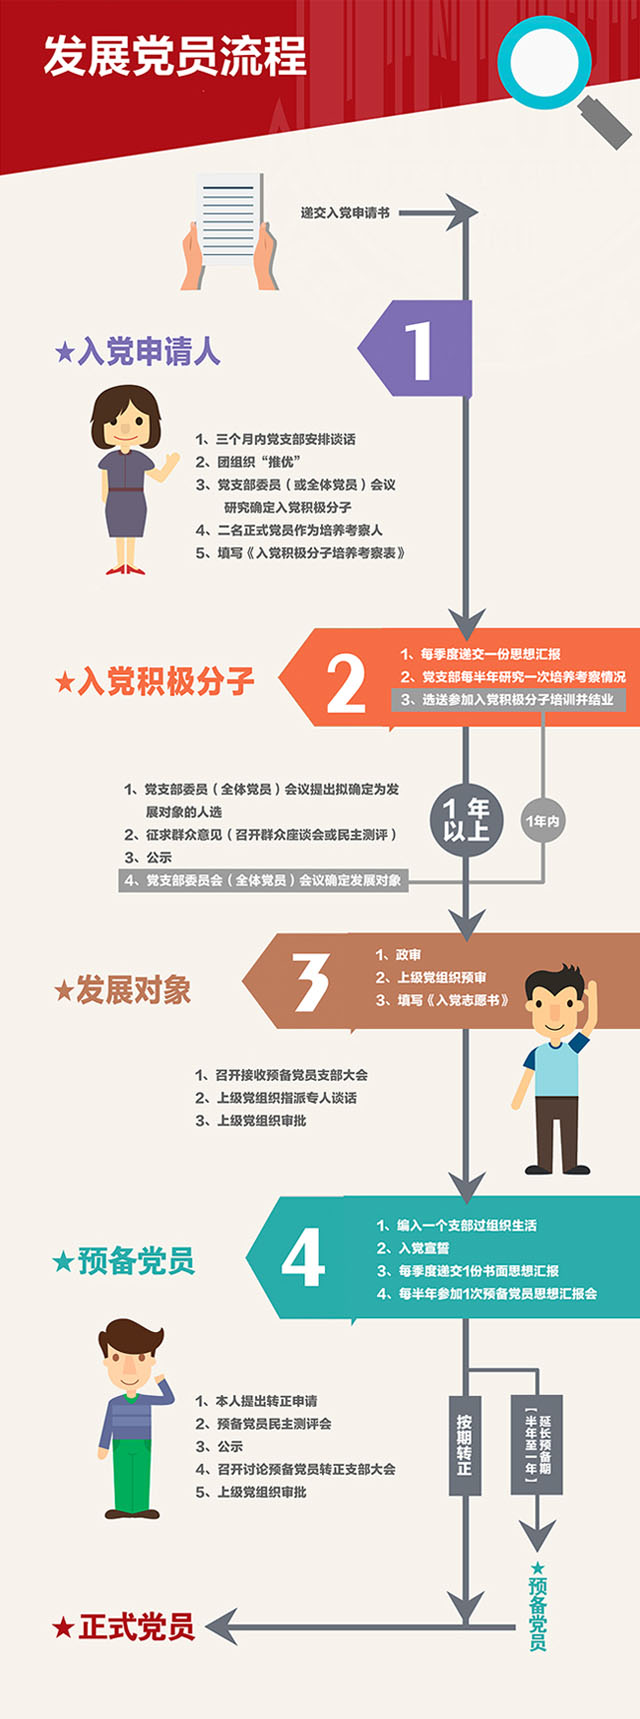 发展党员流程
递交入党申请书
★入党申请人
1
1、三个月内党支部安排谈话
2、团组织“推优”
3、党支部委员（或全体党员）会议
研究确定入党积极分子
4、二名正式党员作为培养考察人
5、填写《入党积极分子培养考察表》
★入党积极分子
2
1、每季度递交一份思想汇报
2、党支部每半年研究一次培养考察情况
3、选送参加入党积极分子培训并结业
1、党支部委员（全体党员）会议提出拟确定为发
展对象的人选
2、征求群众意见（召开群众座谈会或民主测评）
3、公示
4、党支部委员会（全体党员）会议确定发展对象
1年
以上
1年内
★发展对象
3
1、政审
2、上级党组织预审
3、填写《入党志愿书》
1、召开接收预备党员支部大会
2、上级党组织指派专人谈话
3、上级党组织审批
★预备党员
4
1、编入一个支部过组织生活
2、入党宣誓
3、每季度递交1份书面思想汇报
4、每半年参加1次预备党员思想汇报会
1、本人提出转正申请
2、预备党员民主测评会
3、公示
4、召开讨论预备党员转正支部大会
5、上级党组织审批
按期转正
延长预备期
【半年至一年】
★预备党员
★正式党员